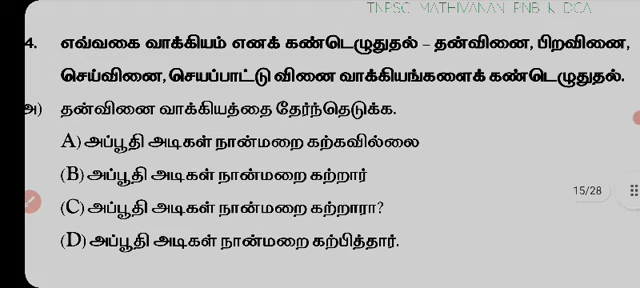 TNPSC MATHIVANAN PNB N DCA
4. எவ்வகை வாக்கியம் எனக் கண்டெழுதுதல் – தன்வினை, பிறவினை,
செய்வினை, செயப்பாட்டு வினை வாக்கியங்களைக் கண்டெழுதுதல்.
அ) தன்வினை வாக்கியத்தை தேர்ந்தெடுக்க.
A) அப்பூதி அடிகள் நான்மறை கற்கவில்லை
(B) அப்பூதி அடிகள் நான்மறை கற்றார்
15/28
(C) அப்பூதி அடிகள் நான்மறை கற்றாரா?
(D) அப்பூதி அடிகள் நான்மறை கற்பித்தார்.